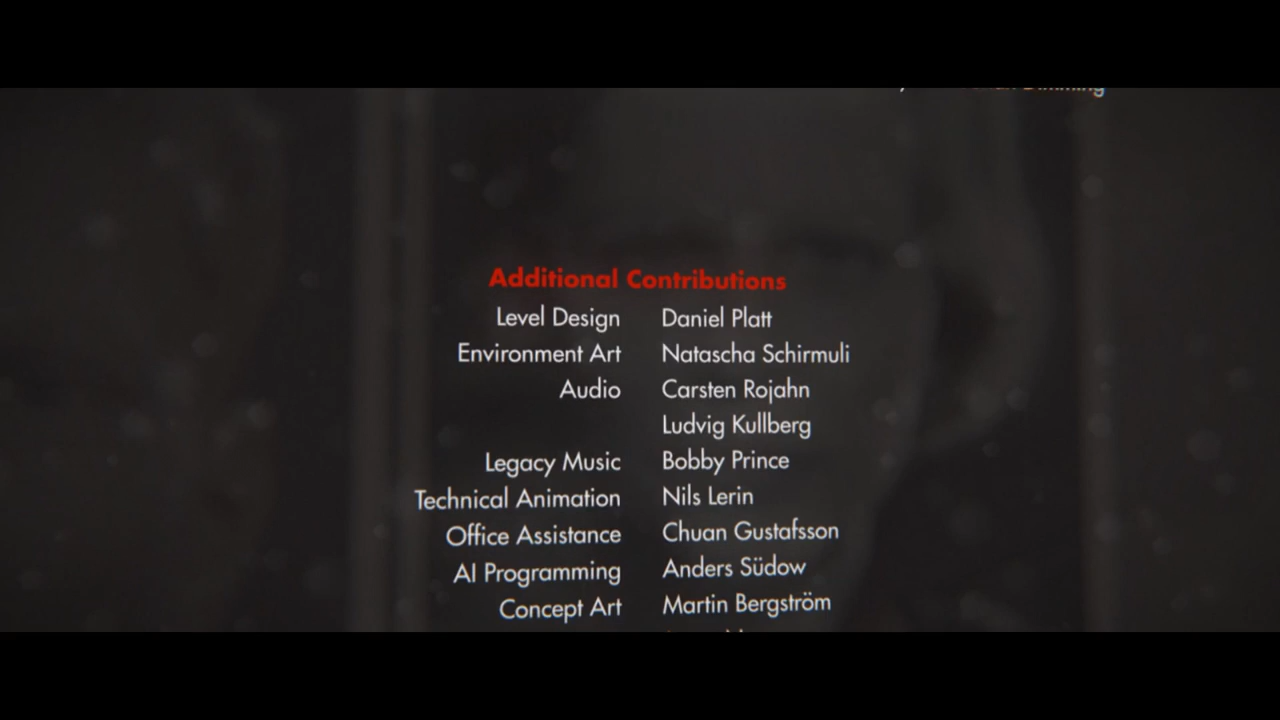 Additional Contributions
Level Design Daniel Platt
Environment Art Natascha Schirmuli
Audio Carsten Rojahn
Ludvig Kullberg
Legacy Music Bobby Prince
Technical Animation Nils Lerin
Office Assistance Chuan Gustafsson
AI Programming Anders Südow
Concept Art Martin Bergström